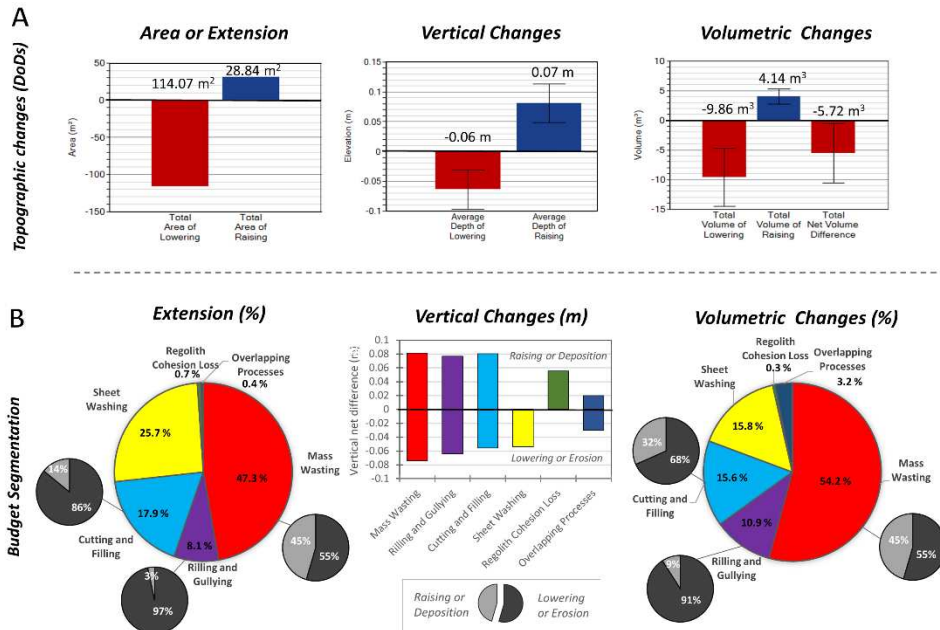 A
Topographic changes (DoDs)
Area or Extension
50
0
-50
-100
-150
Area (m²)
114.07 m²
28.84 m²
Total Area of Lowering
Total Area of Raising
Vertical Changes
0.15
0.1
0.05
0
-0.05
-0.1
Elevation (m)
-0.06 m
0.07 m
Average Depth of Lowering
Average Depth of Raising
Volumetric Changes
10
5
0
-5
-10
-15
Volume (m³)
-9.86 m³
4.14 m³
-5.72 m³
Total Volume of Lowering
Total Volume of Raising
Total Net Volume Difference
B
Budget Segmentation
Extension (%)
Regolith Cohesion Loss
0.7 %
Overlapping Processes
0.4 %
Sheet Washing
25.7 %
Mass Wasting
47.3 %
Cutting and Filling
17.9 %
Rilling and Gullying
8.1 %
14%
86%
3%
97%
45%
55%
Vertical Changes (m)
Vertical net difference (m)
0.1
0.08
0.06
0.04
0.02
0
-0.02
-0.04
-0.06
-0.08
-0.1
Raising or Deposition
Lowering or Erosion
Mass Wasting
Rilling and Gullying
Cutting and Filling
Sheet Washing
Regolith Cohesion Loss
Overlapping Processes
Raising or
Deposition
Lowering
or Erosion
Volumetric Changes (%)
Regolith
Cohesion Loss
0.3 %
Overlapping
Processes
3.2 %
Sheet
Washing
15.8 %
Mass
Wasting
54.2 %
Cutting and
Filling
15.6 %
Rilling and
Gullying
10.9 %
32%
68%
9%
91%
45%
55%